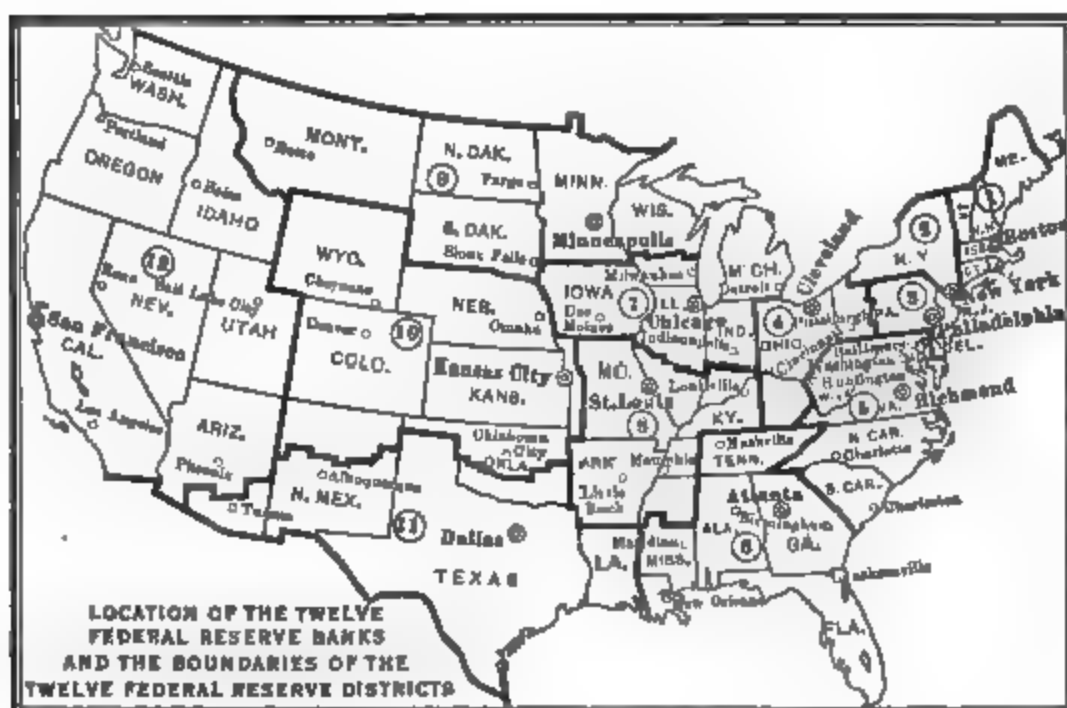 Seattle
WASH.
Portland
OREGON
Boise
IDAHO
MONT.
N. DAK.
9
Fargo
MINN.
WIS.
Minneapolis
S. DAK.
Sioux Falls
WYO.
Cheyenne
12
Reno
Salt Lake City
NEV.
UTAH
San Francisco
CAL.
Los Angeles
Denver
10
COLO.
NEB.
Omaha
Kansas City
KANS.
IOWA
Des
Moines
7
Milwaukee
ILL.
Chicago
Indianapolis
IND.
MICH.
Detroit
Cleveland
4
Pittsburgh
PA.
OHIO
Cincinnati
3
2
N.Y.
ME.
1
VT.
N.H.
Boston
New York
N.J.
Philadelphia
DEL.
Baltimore
Washington
Huntington
Richmond
5
VA.
MO.
St. Louis
8
Louisville
KY.
Nashville
TENN.
Memphis
N. CAR.
Charlotte
S. CAR.
Charleston
ARIZ.
Phoenix
Tucson
Albuquerque
N. MEX.
Oklahoma
City
OKLA.
ARK.
Little
Rock
11
Dallas
TEXAS
LA.
MISS.
New Orleans
Atlanta
ALA.
Birmingham
6
GA.
Jacksonville
FLA.
LOCATION OF THE TWELVE
FEDERAL RESERVE BANKS
AND THE BOUNDARIES OF THE
TWELVE FEDERAL RESERVE DISTRICTS